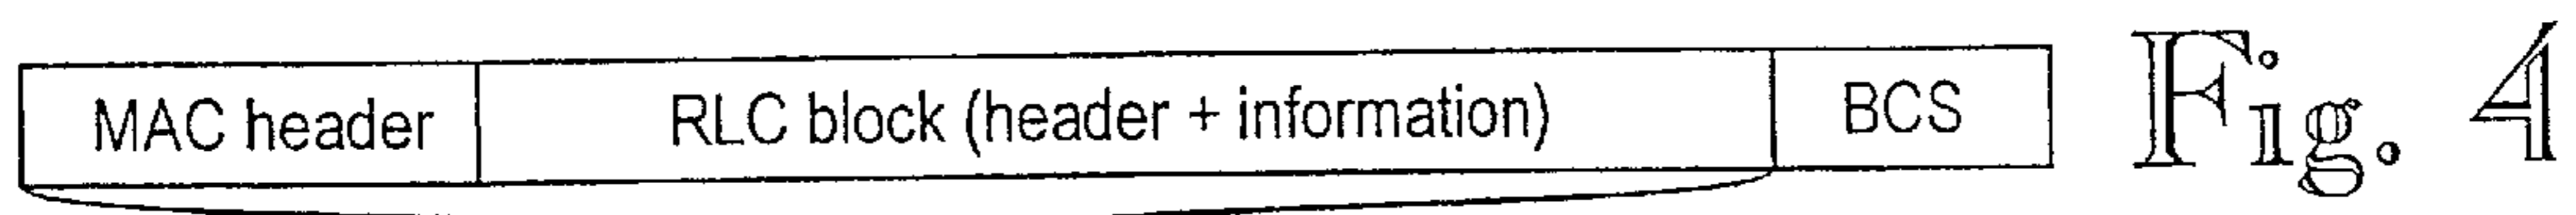 MAC header RLC block (header + information) BCS Fig. 4